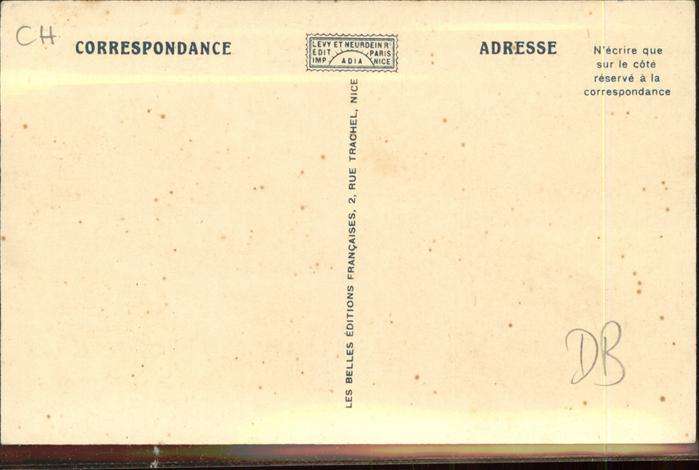 CH
CORRESPONDANCE
LEVY ET NEURDEIN Rˢ
EDIT PARIS
IMP ADIA NICE
ADRESSE
N'écrire que
sur le côté
réservé à la
correspondance
LES BELLES ÉDITIONS FRANÇAISES, 2, RUE TRACHEL, NICE
DB